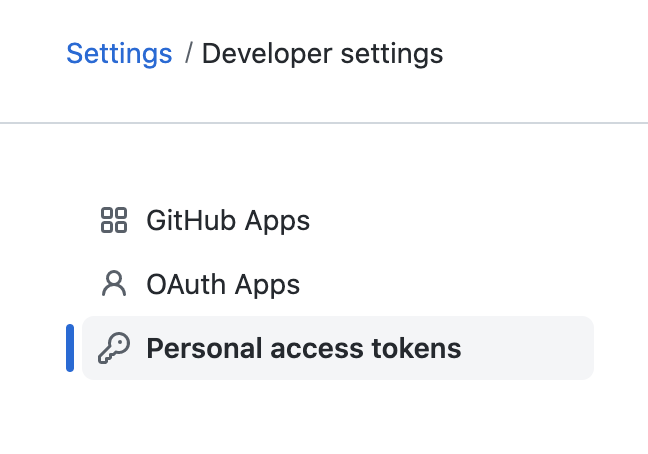 Settings / Developer settings
GitHub Apps
OAuth Apps
Personal access tokens